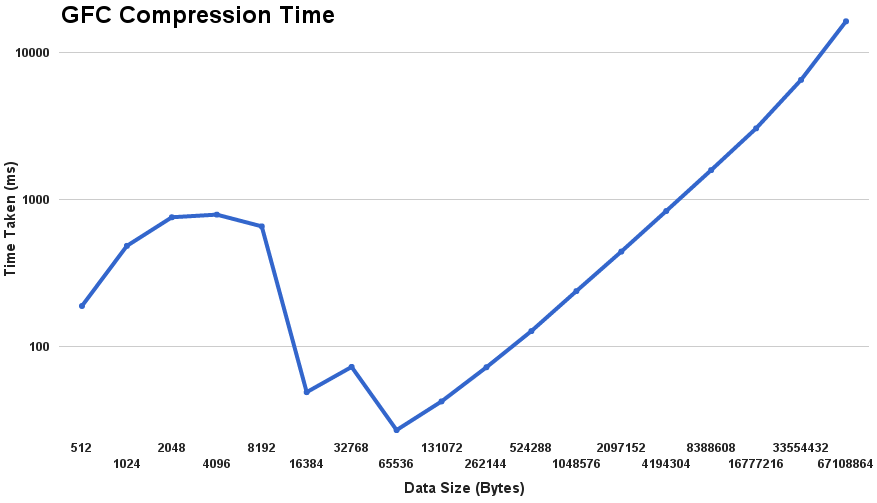 GFC Compression Time
10000
1000
100
Time Taken (ms)
512 2048 8192 32768 131072 524288 2097152 8388608 33554432
1024 4096 16384 65536 262144 1048576 4194304 16777216 67108864
Data Size (Bytes)